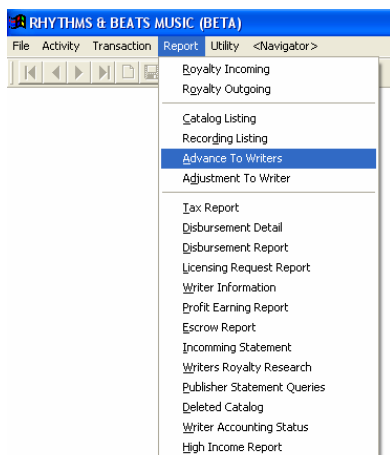 RHYTHMS & BEATS MUSIC (BETA)
File Activity Transaction Report Utility <Navigator>
Royalty Incoming
Royalty Outgoing
Catalog Listing
Recording Listing
Advance To Writers
Adjustment To Writer
Tax Report
Disbursement Detail
Disbursement Report
Licensing Request Report
Writer Information
Profit Earning Report
Escrow Report
Incomming Statement
Writers Royalty Research
Publisher Statement Queries
Deleted Catalog
Writer Accounting Status
High Income Report